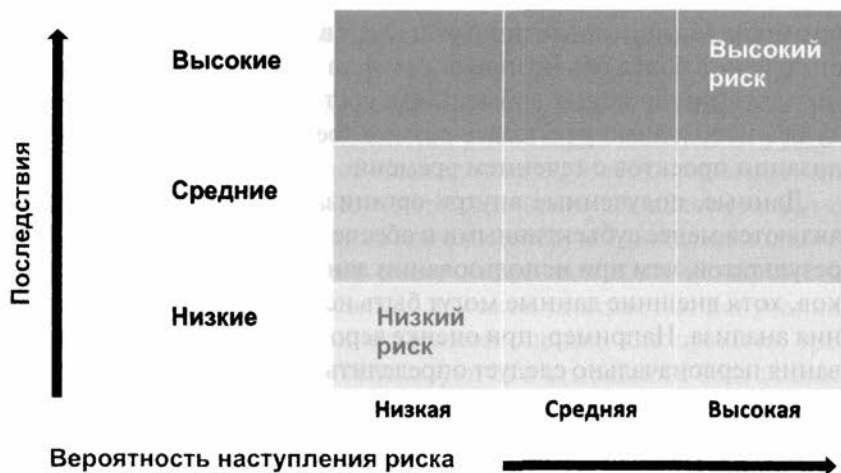 Последствия
Высокие
Высокий
риск
Средние
Низкие
Низкий
риск
Низкая Средняя Высокая
Вероятность наступления риска